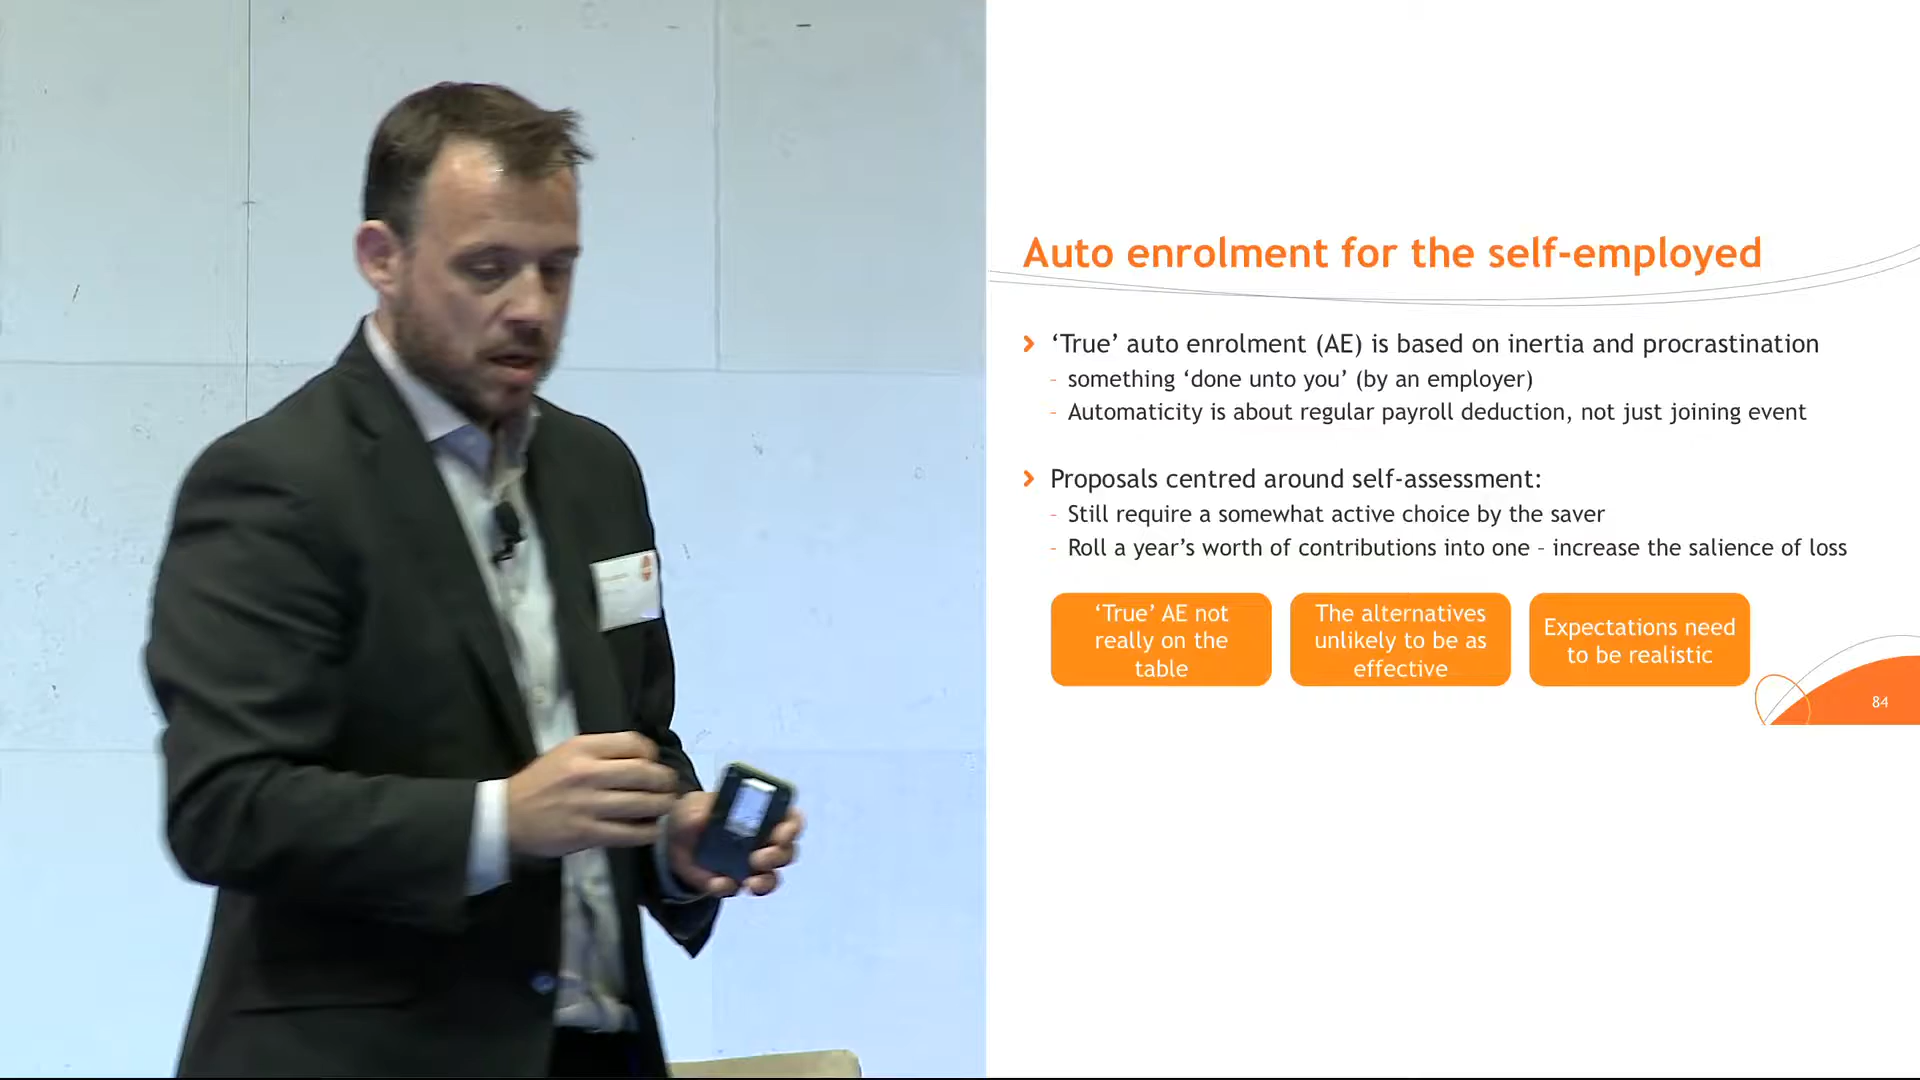 Auto enrolment for the self-employed
‘True’ auto enrolment (AE) is based on inertia and procrastination
- something ‘done unto you’ (by an employer)
- Automaticity is about regular payroll deduction, not just joining event
Proposals centred around self-assessment:
- Still require a somewhat active choice by the saver
- Roll a year’s worth of contributions into one – increase the salience of loss
‘True’ AE not
really on the
table
The alternatives
unlikely to be as
effective
Expectations need
to be realistic
84